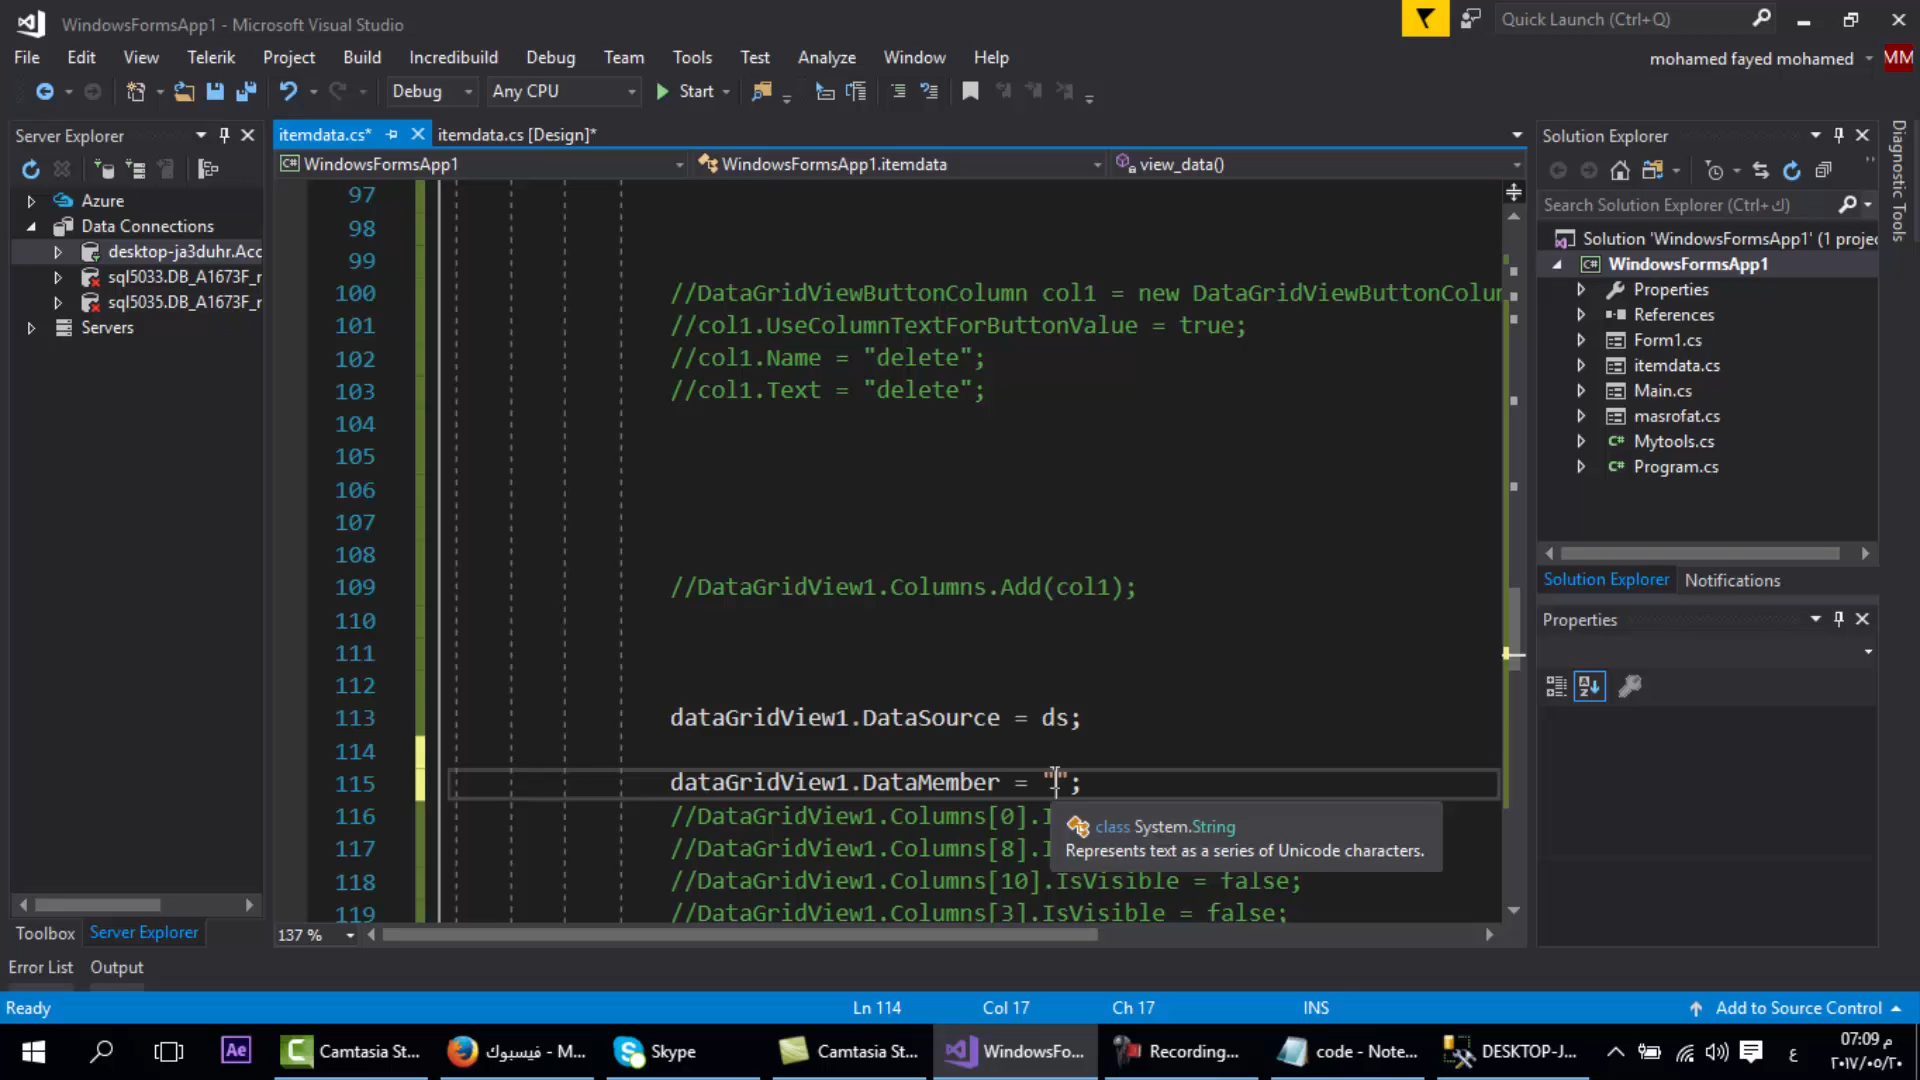 WindowsFormsApp1 - Microsoft Visual Studio
Quick Launch (Ctrl+Q)
File Edit View Telerik Project Build Incredibuild Debug Team Tools Test Analyze Window Help
mohamed fayed mohamed MM
Debug Any CPU Start
Server Explorer
itemdata.cs* itemdata.cs [Design]*
Solution Explorer
Diagnostic Tools
WindowsFormsApp1 WindowsFormsApp1.itemdata view_data()
Azure
Data Connections
desktop-ja3duhr.Acc
sql5033.DB_A1673F_r
sql5035.DB_A1673F_r
Servers
Search Solution Explorer (Ctrl+ك)
Solution 'WindowsFormsApp1' (1 projec
WindowsFormsApp1
Properties
References
Form1.cs
itemdata.cs
Main.cs
masrofat.cs
Mytools.cs
Program.cs
97
98
99
100 //DataGridViewButtonColumn col1 = new DataGridViewButtonColum
101 //col1.UseColumnTextForButtonValue = true;
102 //col1.Name = "delete";
103 //col1.Text = "delete";
104
105
106
107
108
109 //DataGridView1.Columns.Add(col1);
110
111
112
113 dataGridView1.DataSource = ds;
114
115 dataGridView1.DataMember = "";
116 //DataGridView1.Columns[0].I
117 //DataGridView1.Columns[8].I
118 //DataGridView1.Columns[10].IsVisible = false;
119 //DataGridView1.Columns[3].IsVisible = false;
class System.String
Represents text as a series of Unicode characters.
Solution Explorer Notifications
Properties
137 %
Toolbox Server Explorer
Error List Output
Ready Ln 114 Col 17 Ch 17 INS Add to Source Control
Ae Camtasia St... فيسبوك - M... Skype Camtasia St... WindowsFo... Recording... code - Note... DESKTOP-J... ع
07:09 م
٢٠١٧/٠٥/٢٠